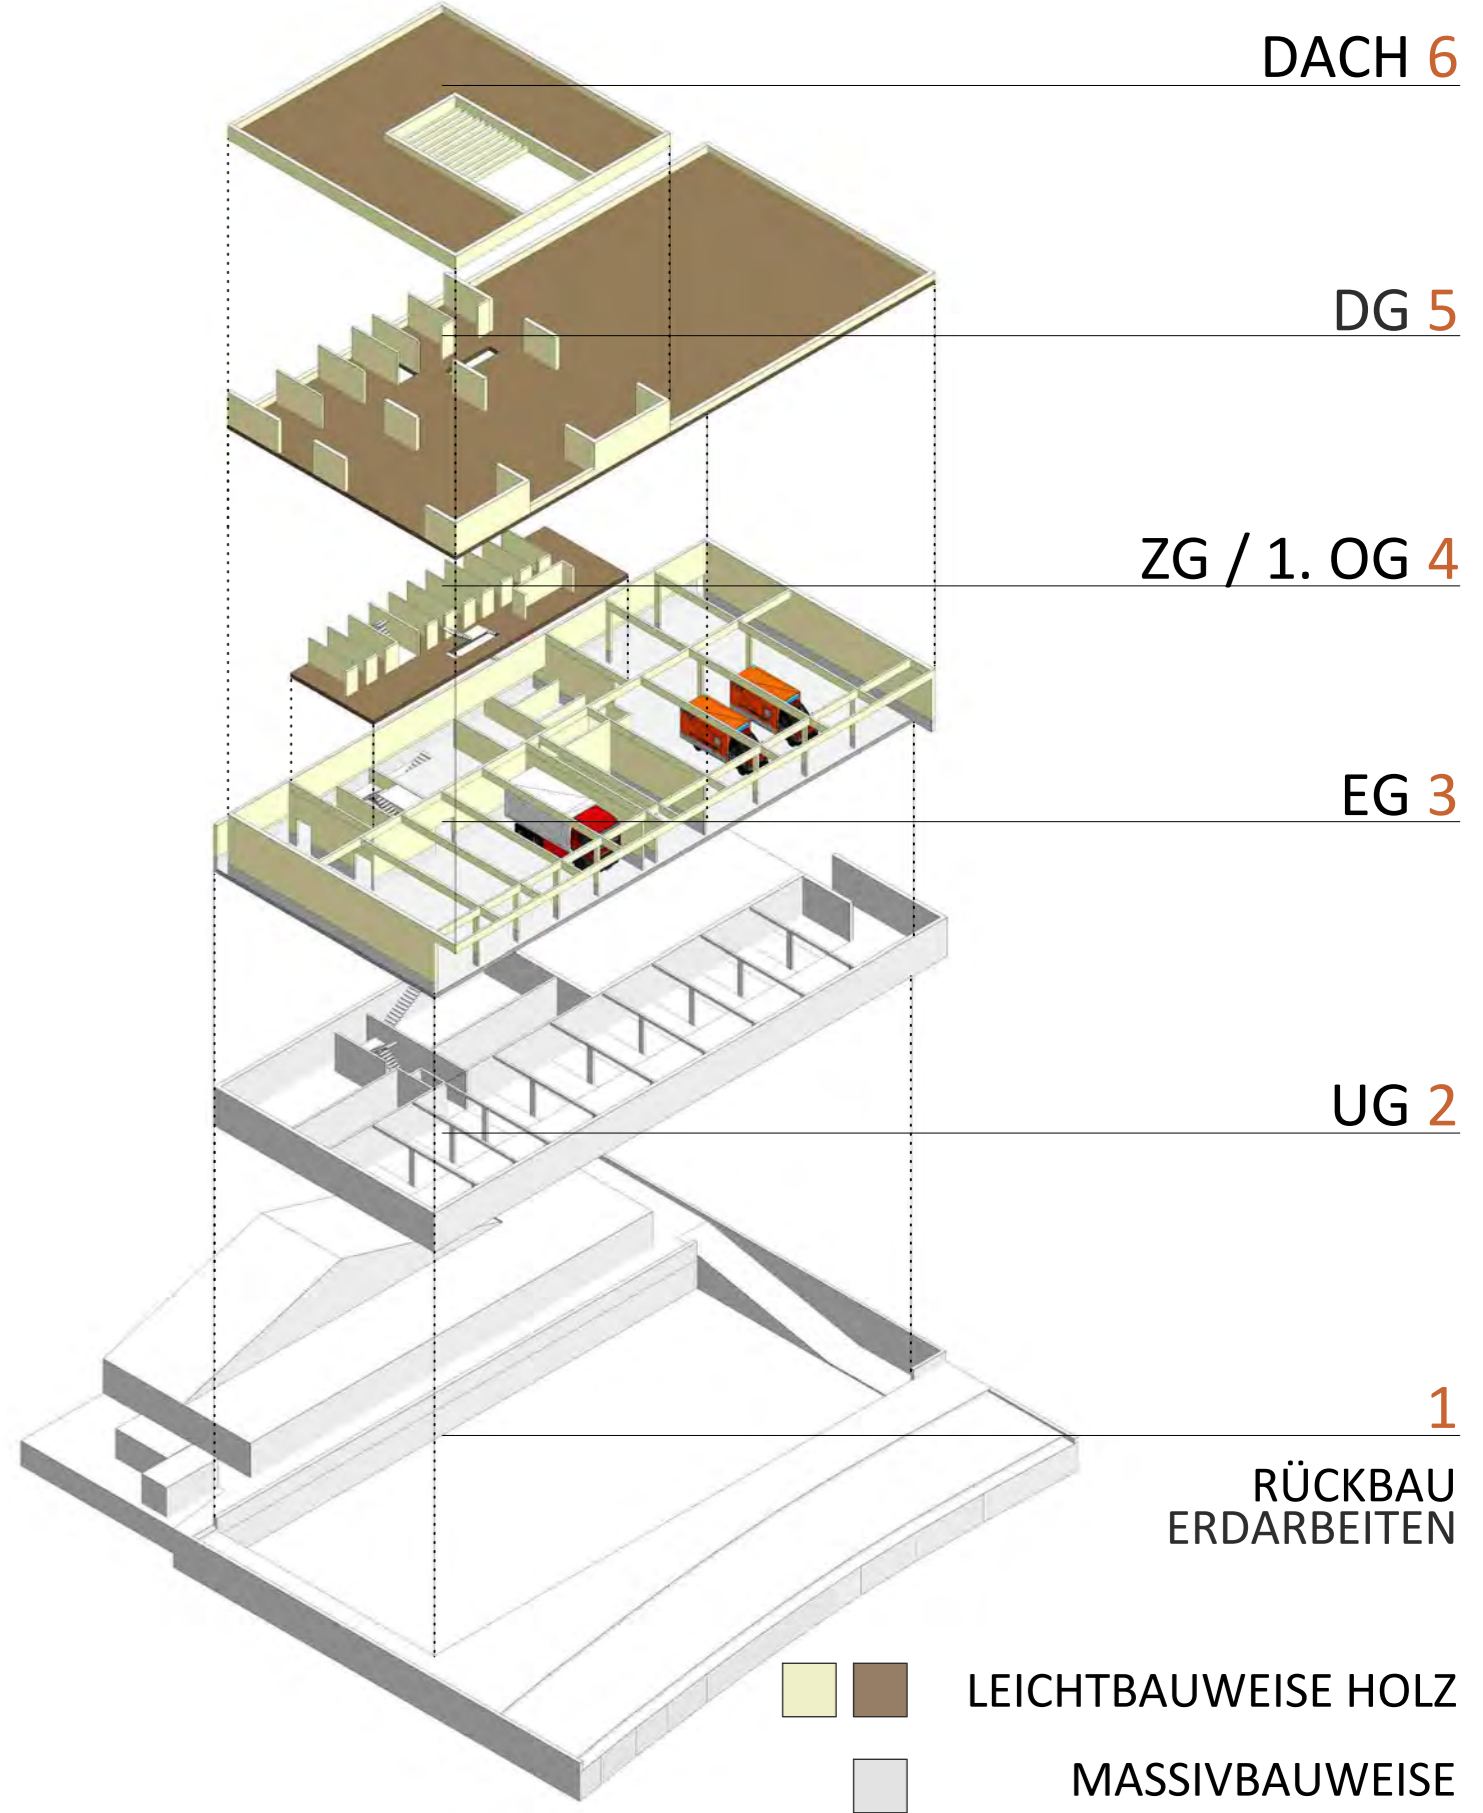 DACH 6
DG 5
ZG / 1. OG 4
EG 3
UG 2
1
RÜCKBAU
ERDARBEITEN
LEICHTBAUWEISE HOLZ
MASSIVBAUWEISE